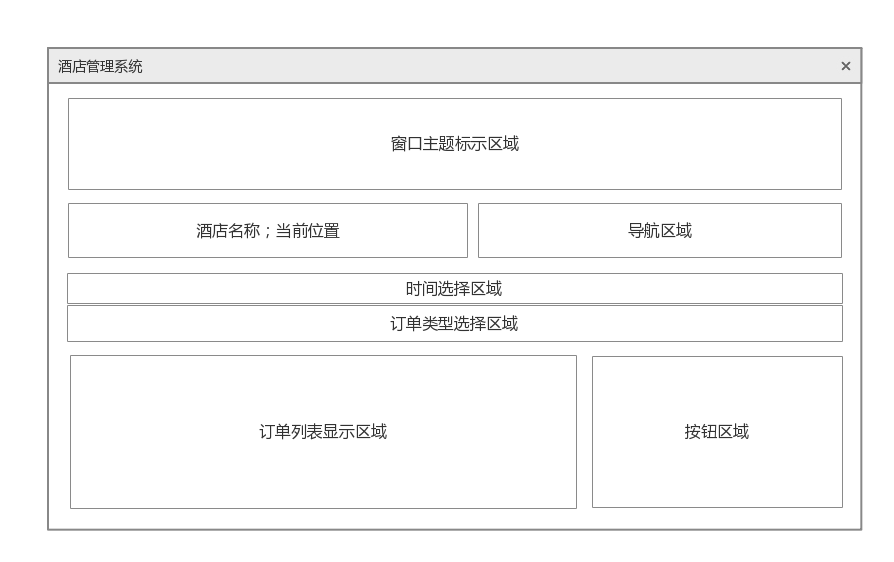 酒店管理系统
×
窗口主题标示区域
酒店名称；当前位置
导航区域
时间选择区域
订单类型选择区域
订单列表显示区域
按钮区域